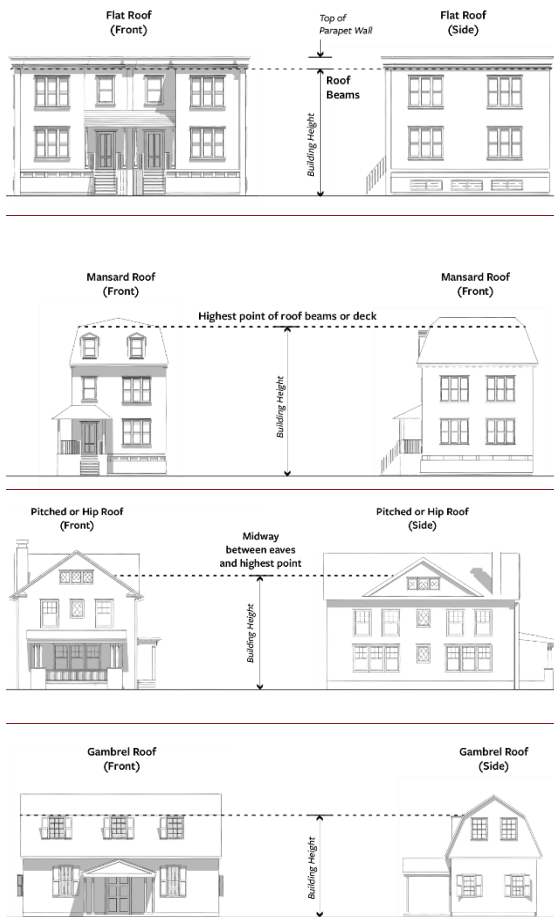 Flat Roof
(Front)
Top of
Parapet Wall
Flat Roof
(Side)
Roof
Beams
Building Height
Mansard Roof
(Front)
Mansard Roof
(Front)
Highest point of roof beams or deck
Building Height
Pitched or Hip Roof
(Front)
Pitched or Hip Roof
(Side)
Midway
between eaves
and highest point
Building Height
Gambrel Roof
(Front)
Gambrel Roof
(Side)
Building Height